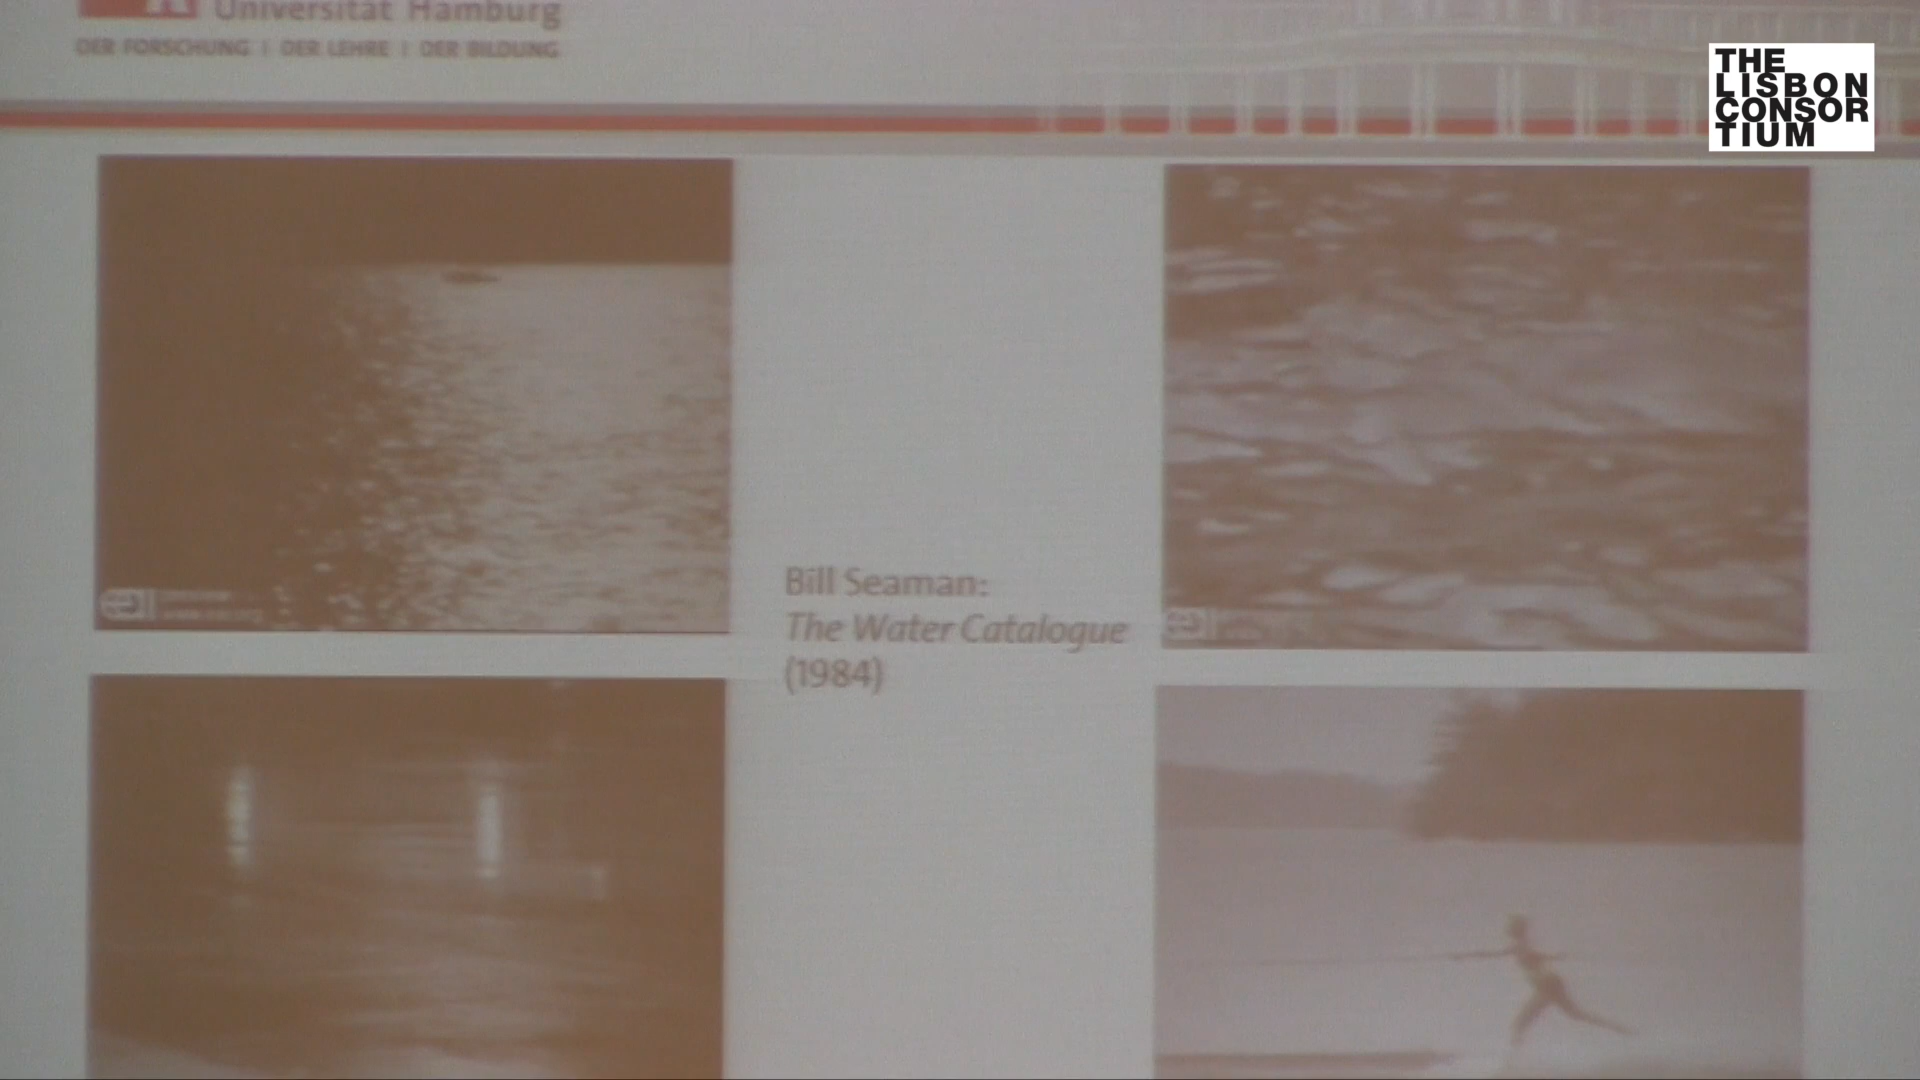 Universität Hamburg
DER FORSCHUNG | DER LEHRE | DER BILDUNG
THE
LISBON
CONSOR
TIUM
Bill Seaman:
The Water Catalogue
(1984)